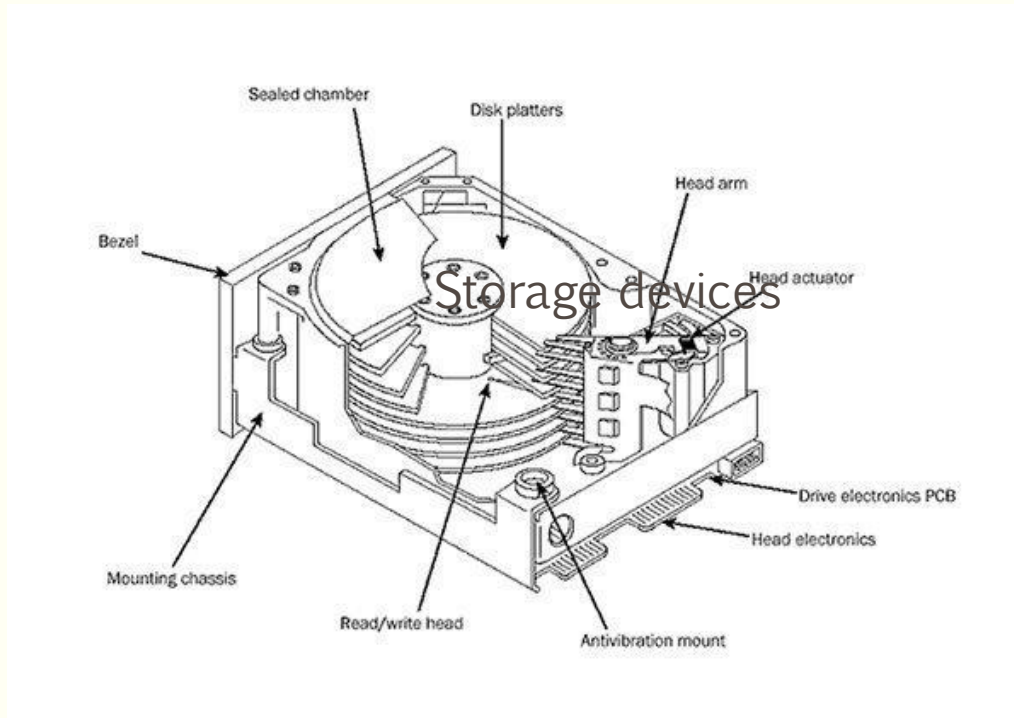 Sealed chamber
Disk platters
Head arm
Bezel
Head actuator
Storage devices
Drive electronics PCB
Head electronics
Mounting chassis
Read/write head
Antivibration mount